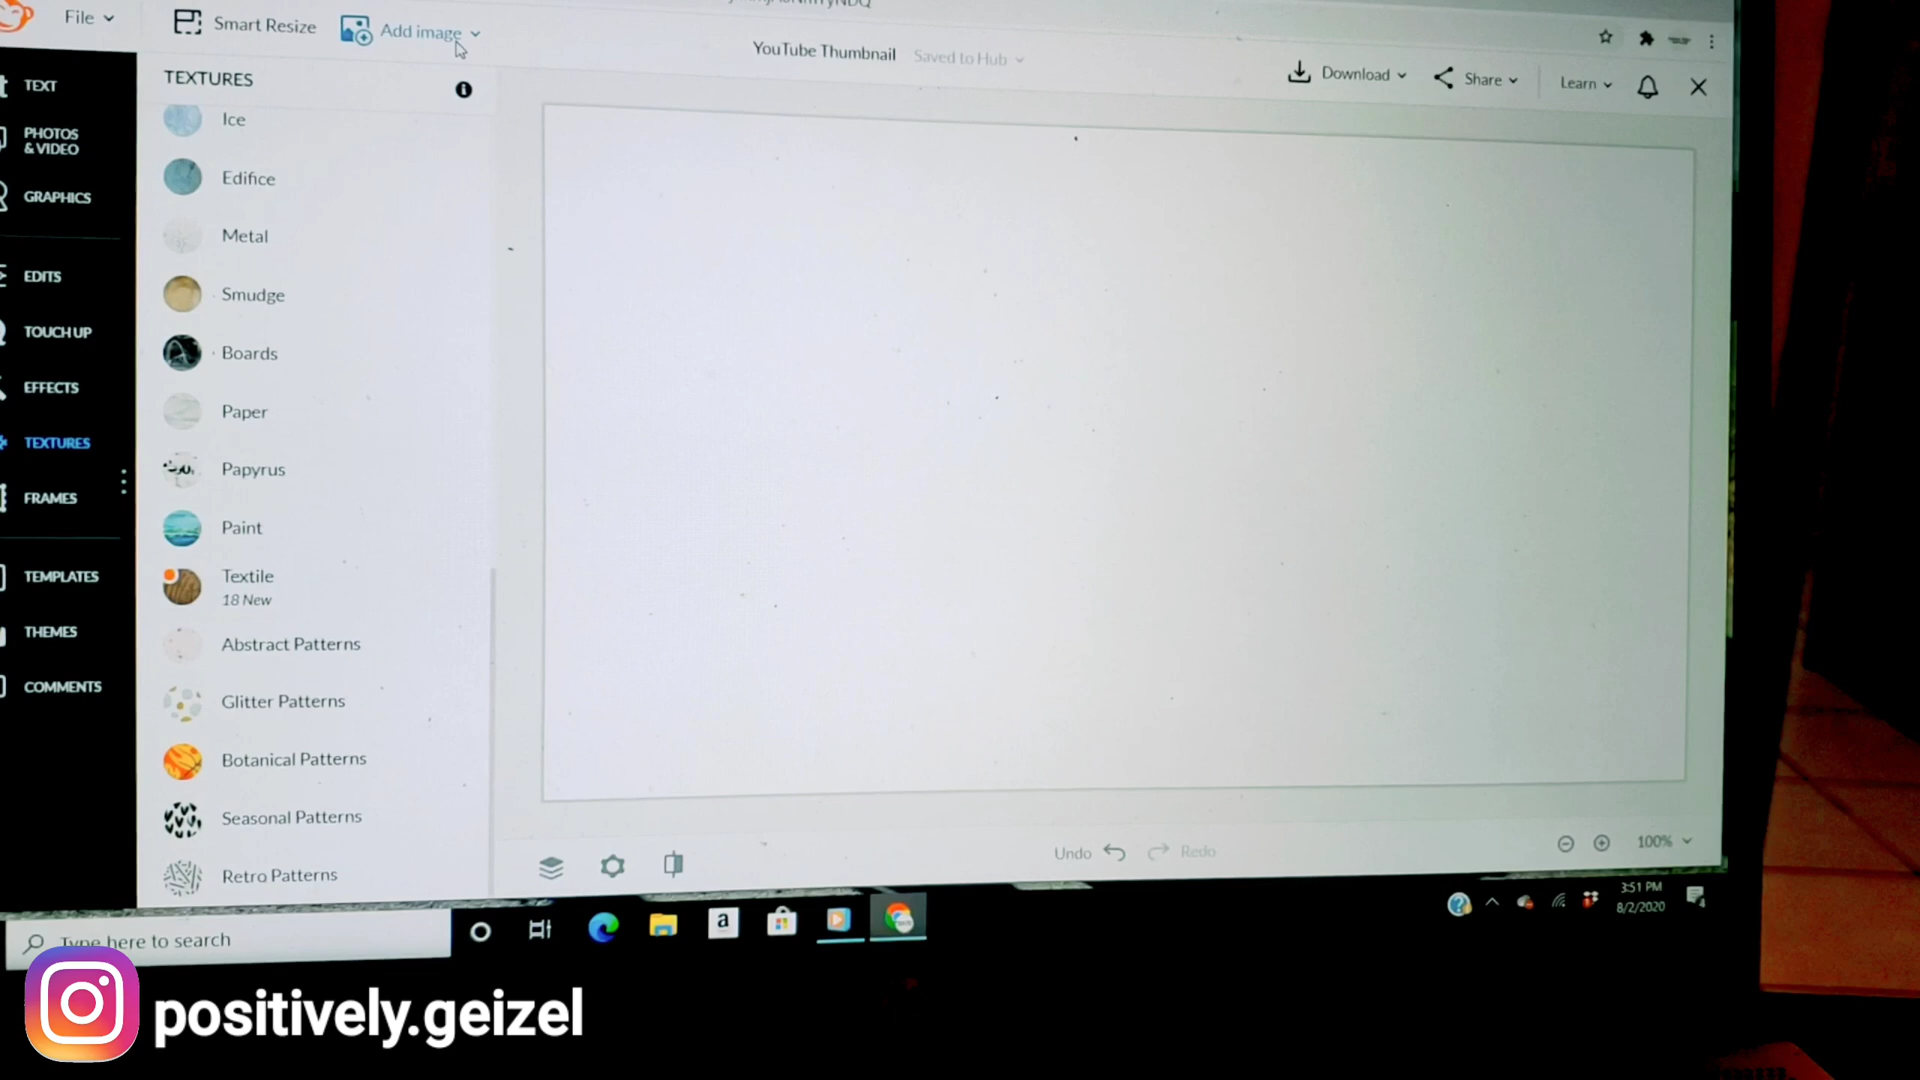 File
Smart Resize
Add image
YouTube Thumbnail
Saved to Hub
Download
Share
Learn
TEXT
PHOTOS
& VIDEO
GRAPHICS
EDITS
TOUCH UP
EFFECTS
TEXTURES
FRAMES
TEMPLATES
THEMES
COMMENTS
TEXTURES
Ice
Edifice
Metal
Smudge
Boards
Paper
Papyrus
Paint
Textile
18 New
Abstract Patterns
Glitter Patterns
Botanical Patterns
Seasonal Patterns
Retro Patterns
Undo
Redo
100%
Type here to search
3:51 PM
8/2/2020
positively.geizel